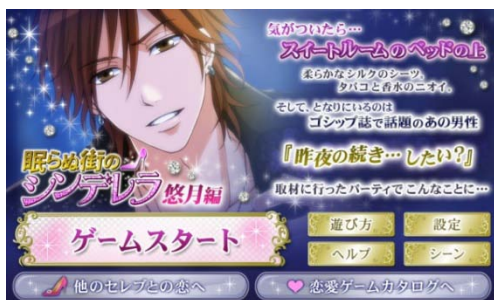 気がついたら…
スイートルームのベッドの上
柔らかなシルクのシーツ、
タバコと香水のニオイ。
そして、となりにいるのは
ゴシップ誌で話題のあの男性
『昨夜の続き…したい?』
取材に行ったパーティでこんなことに…
眠らぬ街の
シンデレラ 悠月編
ゲームスタート
遊び方
設定
ヘルプ
シーン
他のセレブとの恋へ
恋愛ゲームカタログへ